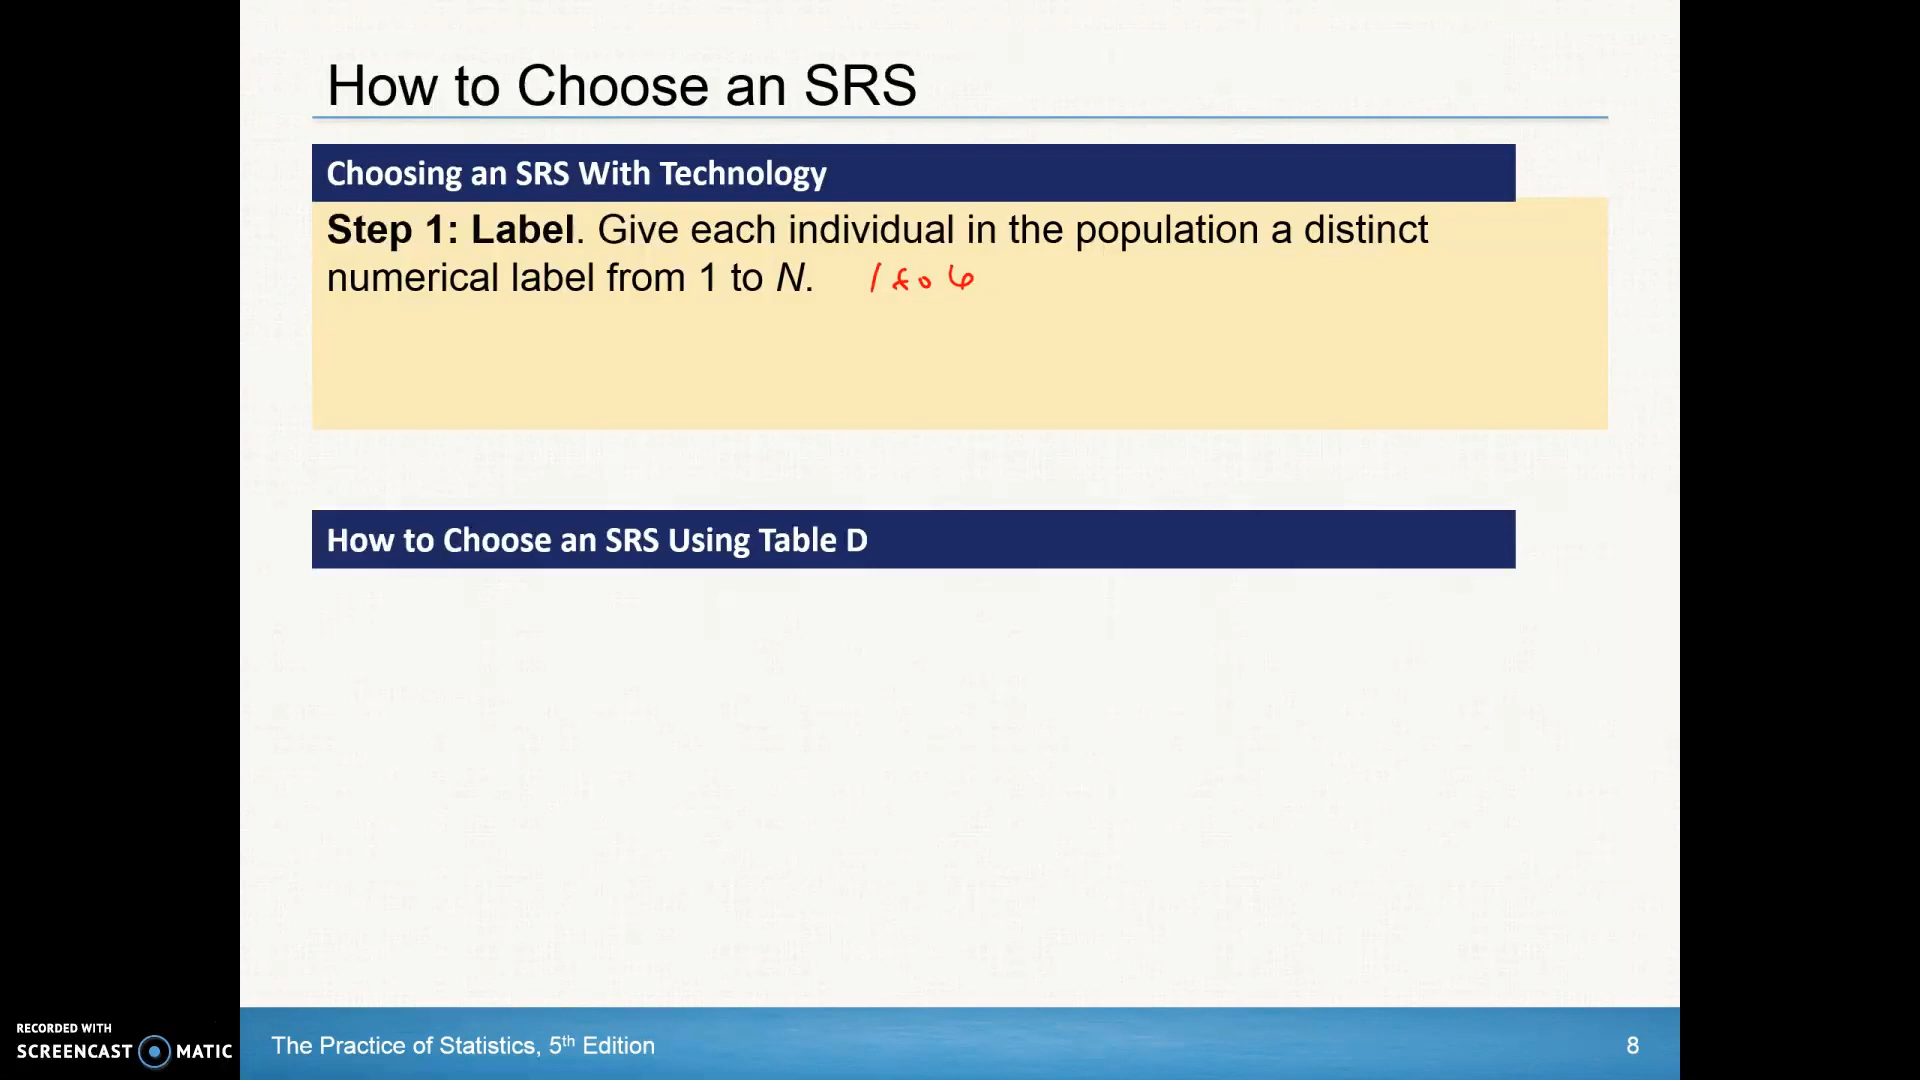 How to Choose an SRS
Choosing an SRS With Technology
Step 1: Label. Give each individual in the population a distinct
numerical label from 1 to N. 1 to 6
How to Choose an SRS Using Table D
The Practice of Statistics, 5th Edition
8
RECORDED WITH
SCREENCAST MATIC